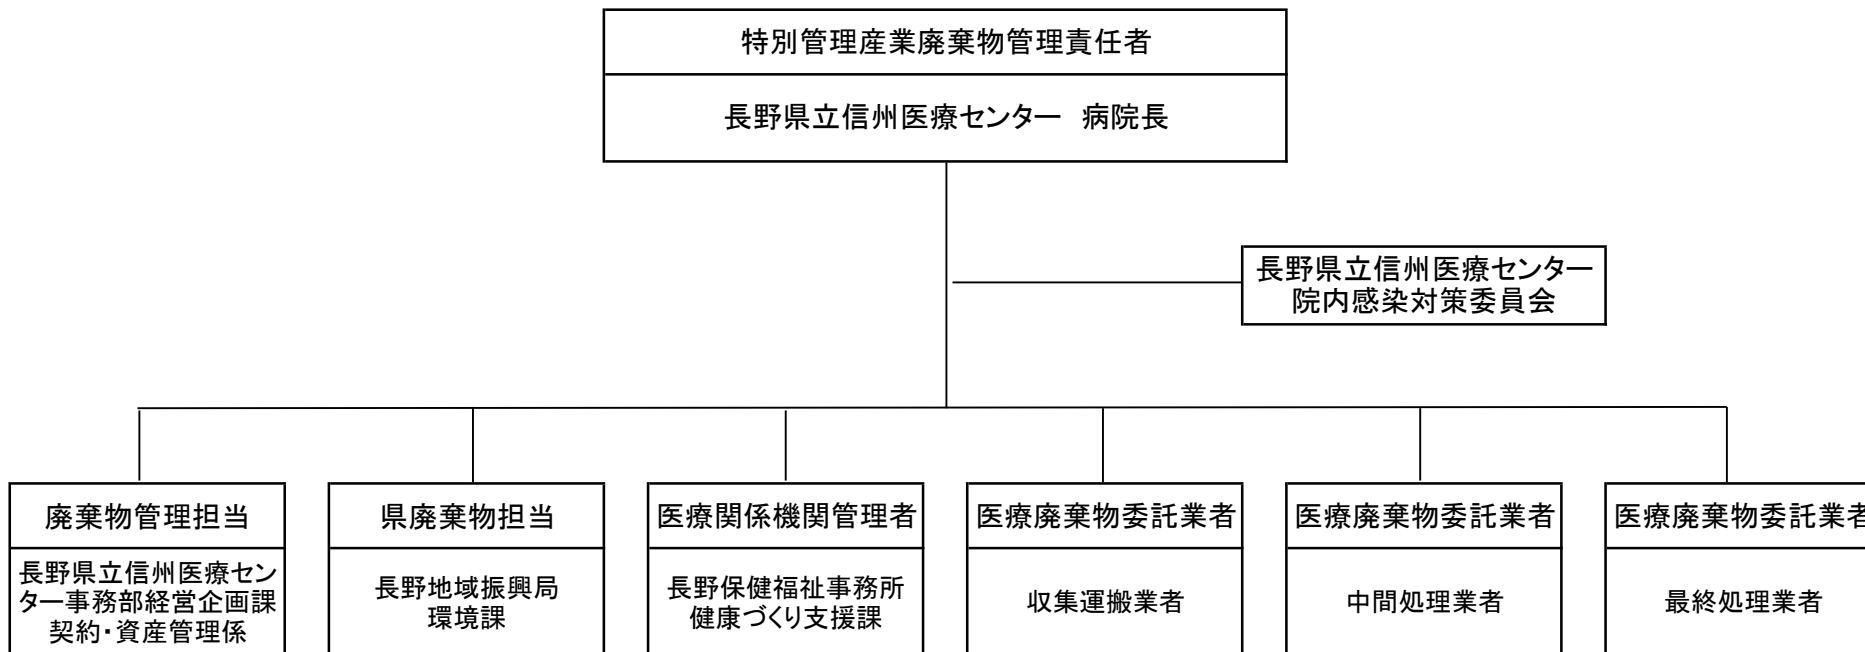 特別管理産業廃棄物管理責任者
長野県立信州医療センター 病院長
長野県立信州医療センター
院内感染対策委員会
廃棄物管理担当
長野県立信州医療セン
ター事務部経営企画課
契約・資産管理係
県廃棄物担当
長野地域振興局
環境課
医療関係機関管理者
長野保健福祉事務所
健康づくり支援課
医療廃棄物委託業者
収集運搬業者
医療廃棄物委託業者
中間処理業者
医療廃棄物委託業者
最終処理業者